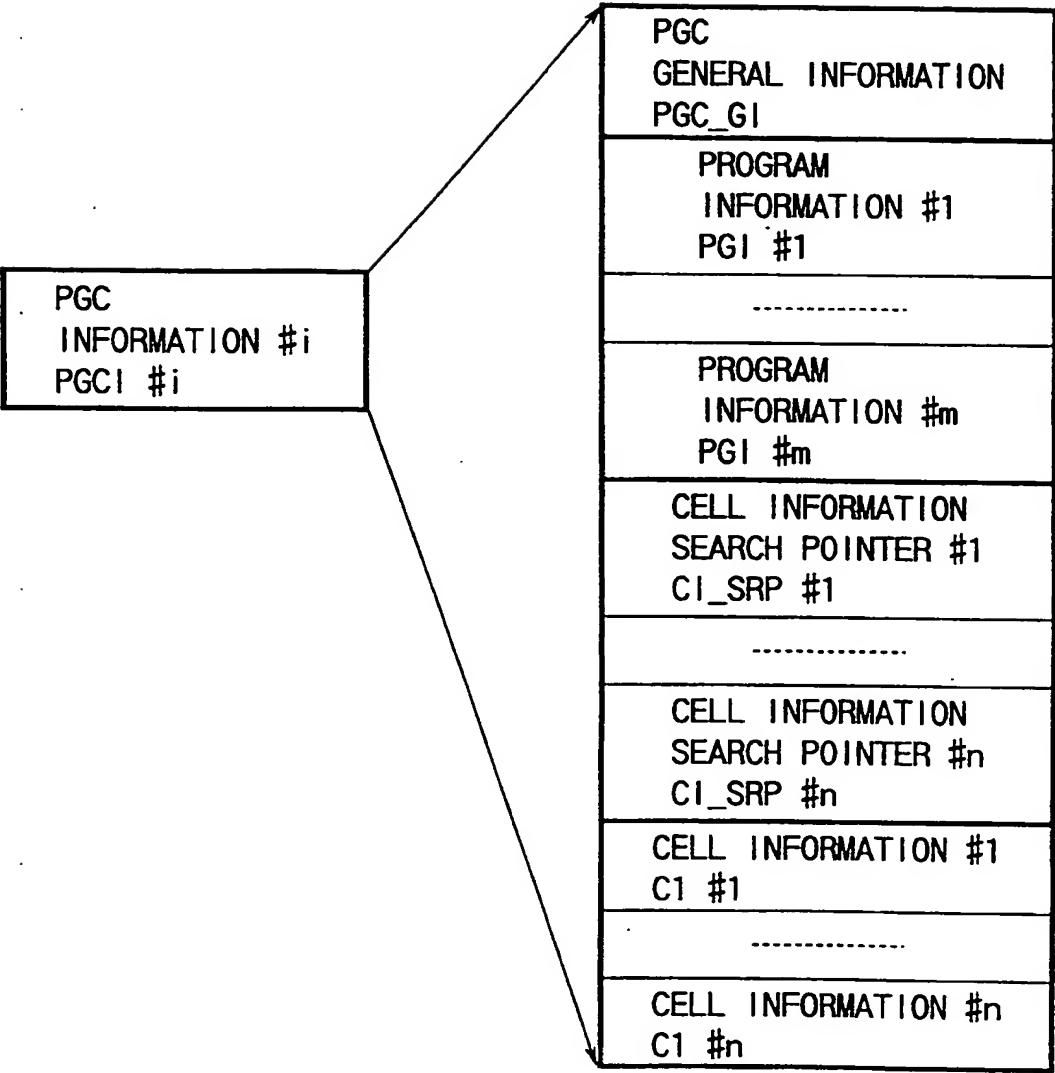 PGC
INFORMATION #i
PGCI #i
PGC
GENERAL INFORMATION
PGC_GI
PROGRAM
INFORMATION #1
PGI #1
PROGRAM
INFORMATION #m
PGI #m
CELL INFORMATION
SEARCH POINTER #1
CI_SRP #1
CELL INFORMATION
SEARCH POINTER #n
CI_SRP #n
CELL INFORMATION #1
C1 #1
CELL INFORMATION #n
C1 #n